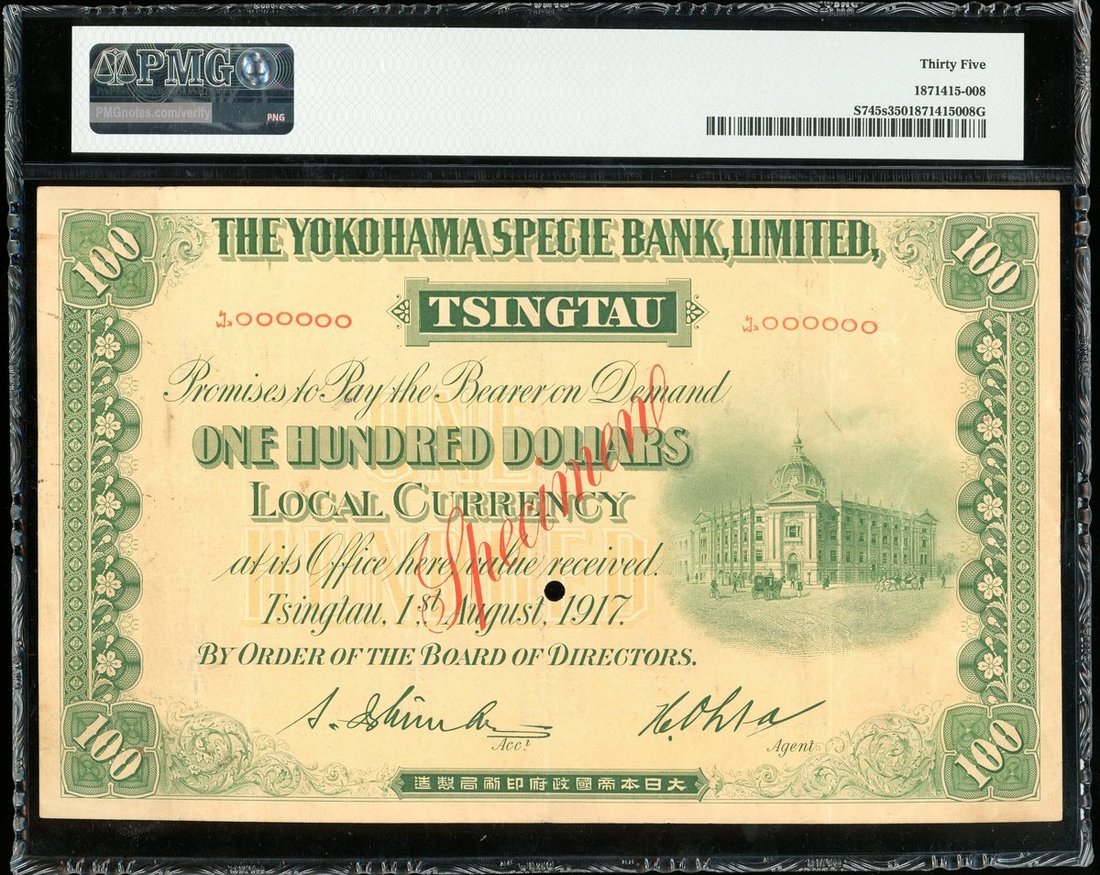 PMG
PMGnotes.com/verify
PNG
Thirty Five
1871415-008
S745s3501871415008G
100
THE YOKOHAMA SPECIE BANK, LIMITED,
100
TSINGTAU
000000
000000
Promises to Pay the Bearer on Demand
ONE
ONE HUNDRED DOLLARS
LOCAL CURRENCY
HUNDRED
at its Office here, value received.
Specimen
Tsingtau, 1st August, 1917.
BY ORDER OF THE BOARD OF DIRECTORS.
K. Ohta
Acct
Agent
100
造製局刷印府政國帝本日大
100